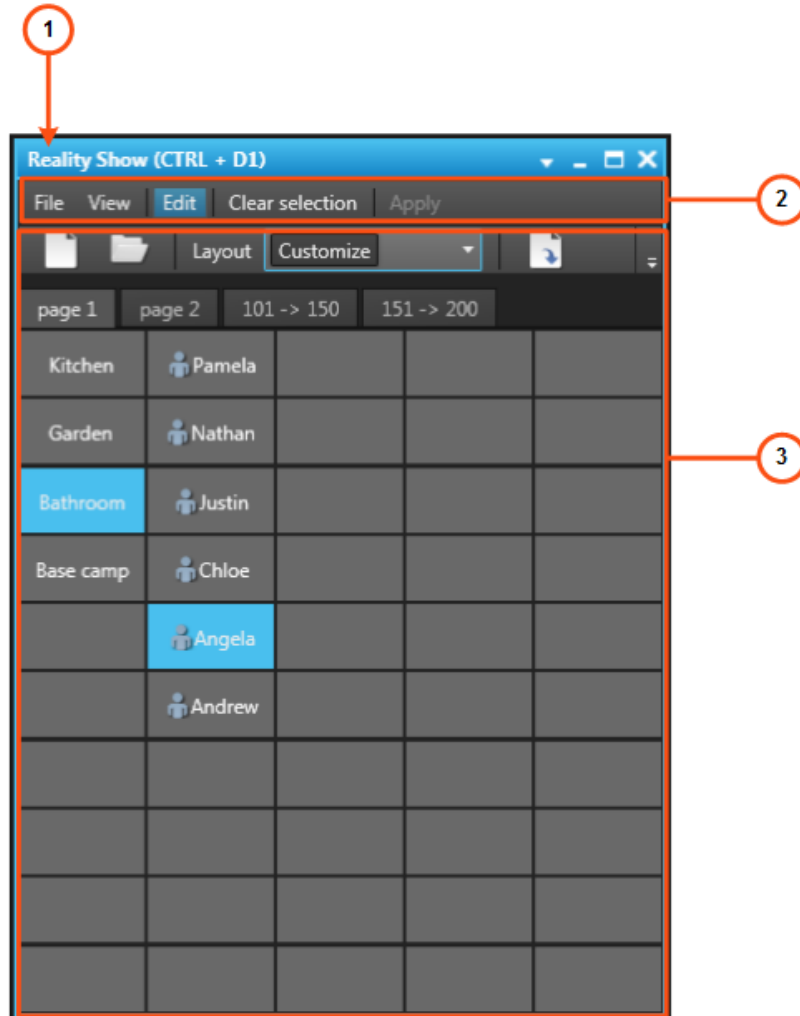 1
Reality Show (CTRL + D1)
File View Edit Clear selection Apply
2
Layout Customize
page 1 page 2 101 -> 150 151 -> 200
Kitchen Pamela
Garden Nathan
3
Bathroom Justin
Base camp Chloe
Angela
Andrew